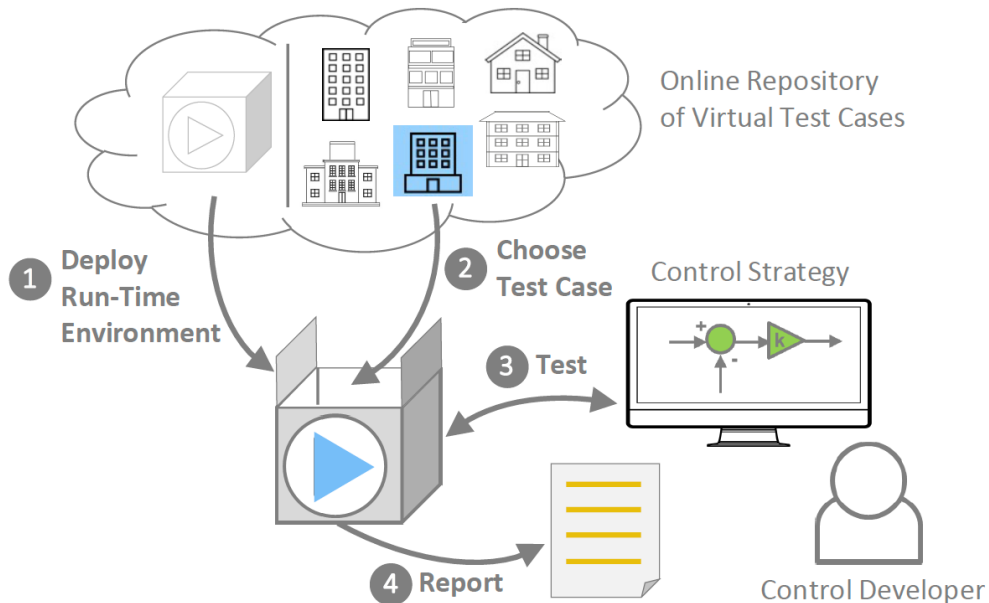 Online Repository
of Virtual Test Cases
1 Deploy
Run-Time
Environment
2 Choose
Test Case
Control Strategy
+
-
k
3 Test
4 Report
Control Developer